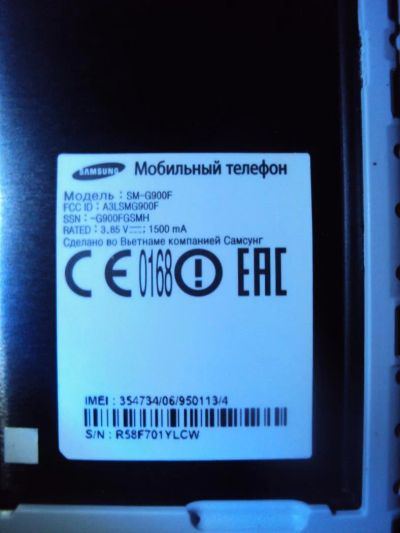 SAMSUNG Мобильный телефон
Модель : SM-G900F
FCC ID : A3LSMG900F
SSN : -G900FGSMH
RATED : 3.85 V⎓; 1500 mA
Сделано во Вьетнаме компанией Самсунг
CE 0168 ! EAC
IMEI : 354734/06/950113/4
S/N : R58F701YLCW